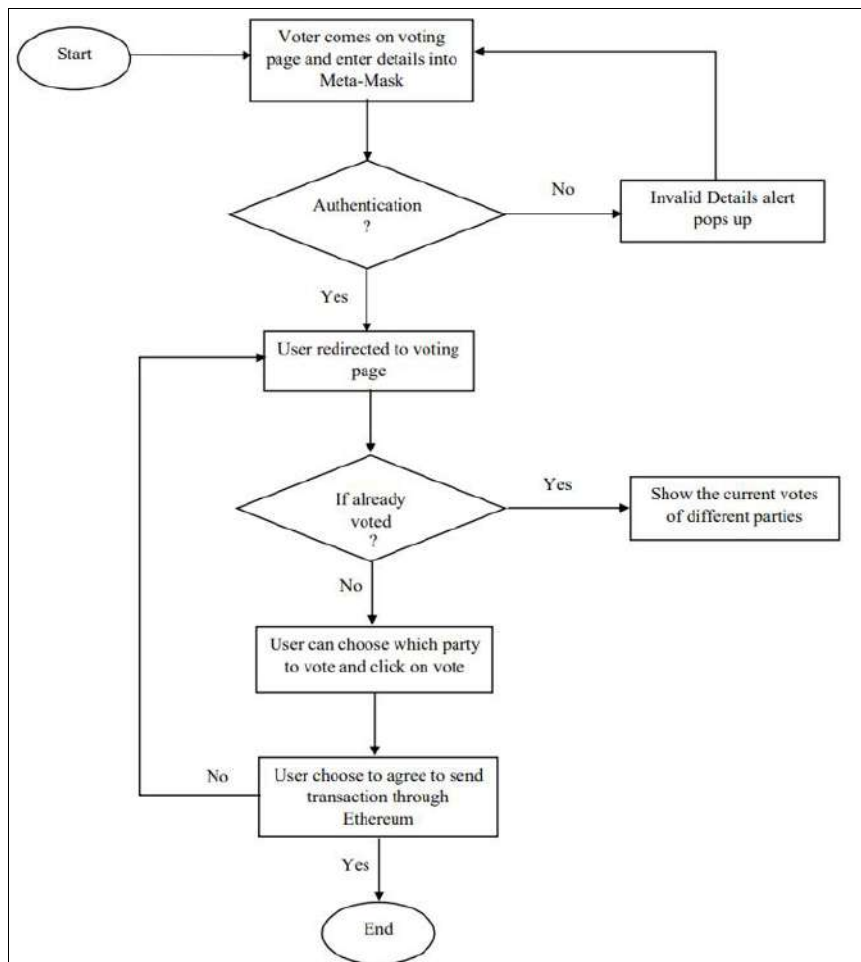 Start
Voter comes on voting
page and enter details into
Meta-Mask
Authentication
?
No
Invalid Details alert
pops up
Yes
User redirected to voting
page
If already
voted
?
Yes
Show the current votes
of different parties
No
User can choose which party
to vote and click on vote
No
User choose to agree to send
transaction through
Ethereum
Yes
End